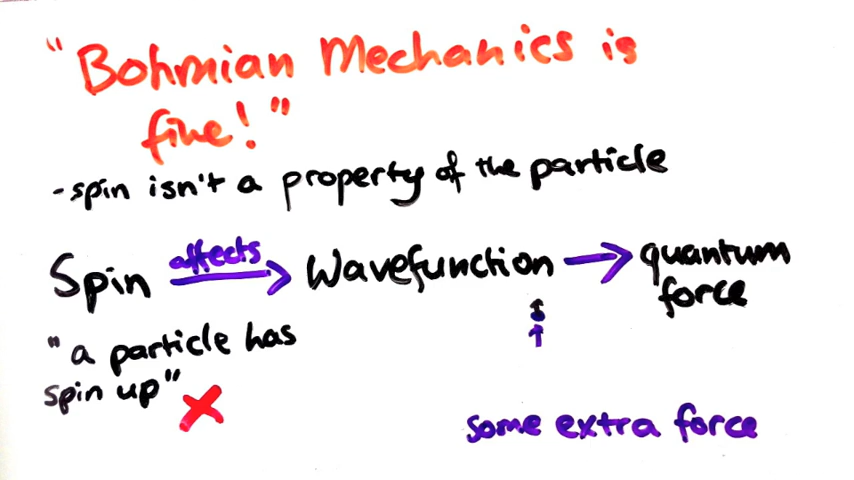 "Bohmian Mechanics is
fine!"
-spin isn't a property of the particle
Spin affects Wavefunction quantum
force
"a particle has
spin up"
some extra force